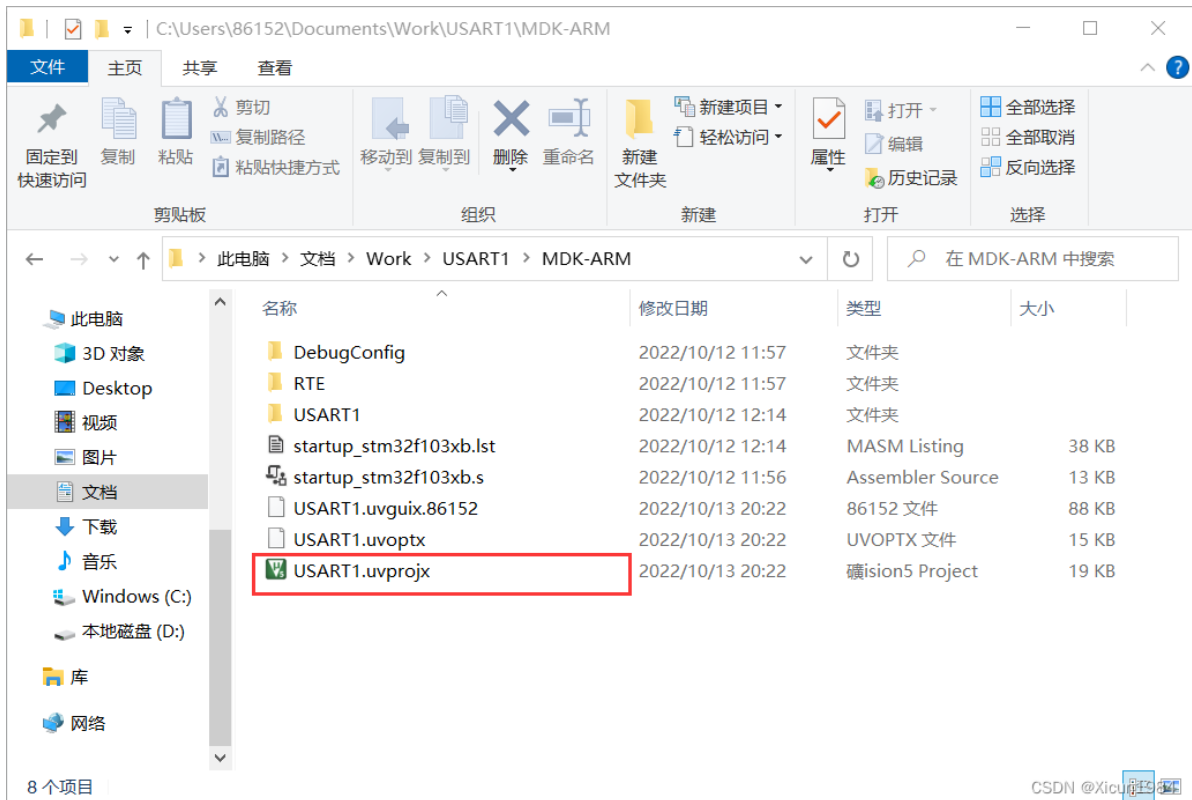 C:\Users\86152\Documents\Work\USART1\MDK-ARM
文件 主页 共享 查看
固定到
快速访问
复制
粘贴
剪切
复制路径
粘贴快捷方式
剪贴板
移动到 复制到 删除 重命名
组织
新建
文件夹
新建项目
轻松访问
新建
属性
打开
编辑
历史记录
打开
全部选择
全部取消
反向选择
选择
此电脑 > 文档 > Work > USART1 > MDK-ARM
在 MDK-ARM 中搜索
此电脑
3D 对象
Desktop
视频
图片
文档
下载
音乐
Windows (C:)
本地磁盘 (D:)
库
网络
名称 修改日期 类型 大小
DebugConfig 2022/10/12 11:57 文件夹
RTE 2022/10/12 11:57 文件夹
USART1 2022/10/12 12:14 文件夹
startup_stm32f103xb.lst 2022/10/12 12:14 MASM Listing 38 KB
startup_stm32f103xb.s 2022/10/12 11:56 Assembler Source 13 KB
USART1.uvguix.86152 2022/10/13 20:22 86152 文件 88 KB
USART1.uvoptx 2022/10/13 20:22 UVOPTX 文件 15 KB
USART1.uvprojx 2022/10/13 20:22 礦ision5 Project 19 KB
8 个项目
CSDN